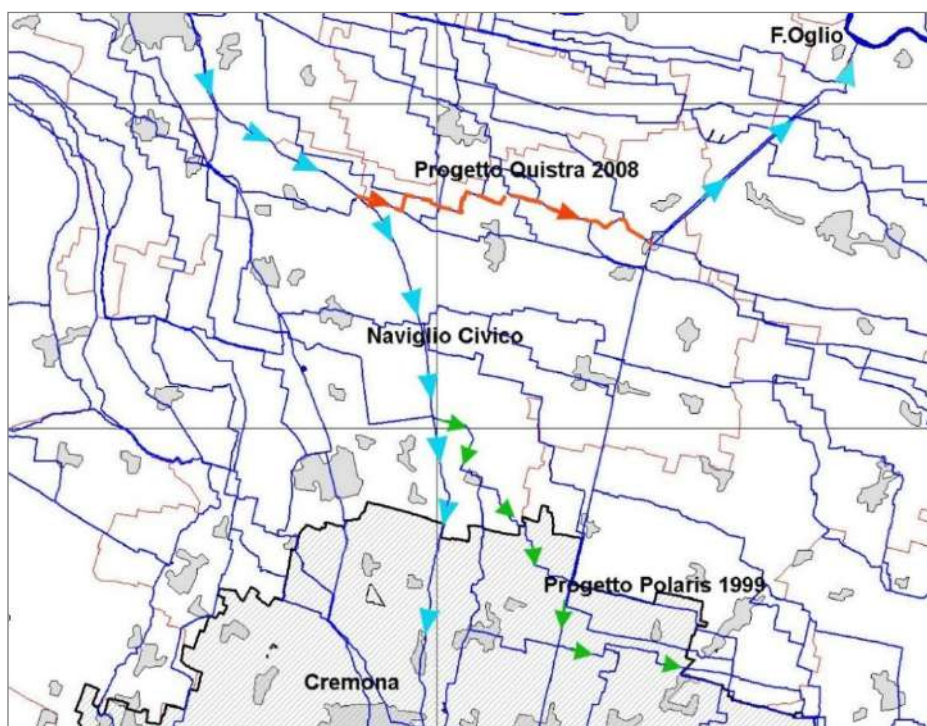 F.Oglio
Progetto Quistra 2008
Naviglio Civico
Progetto Polaris 1999
Cremona